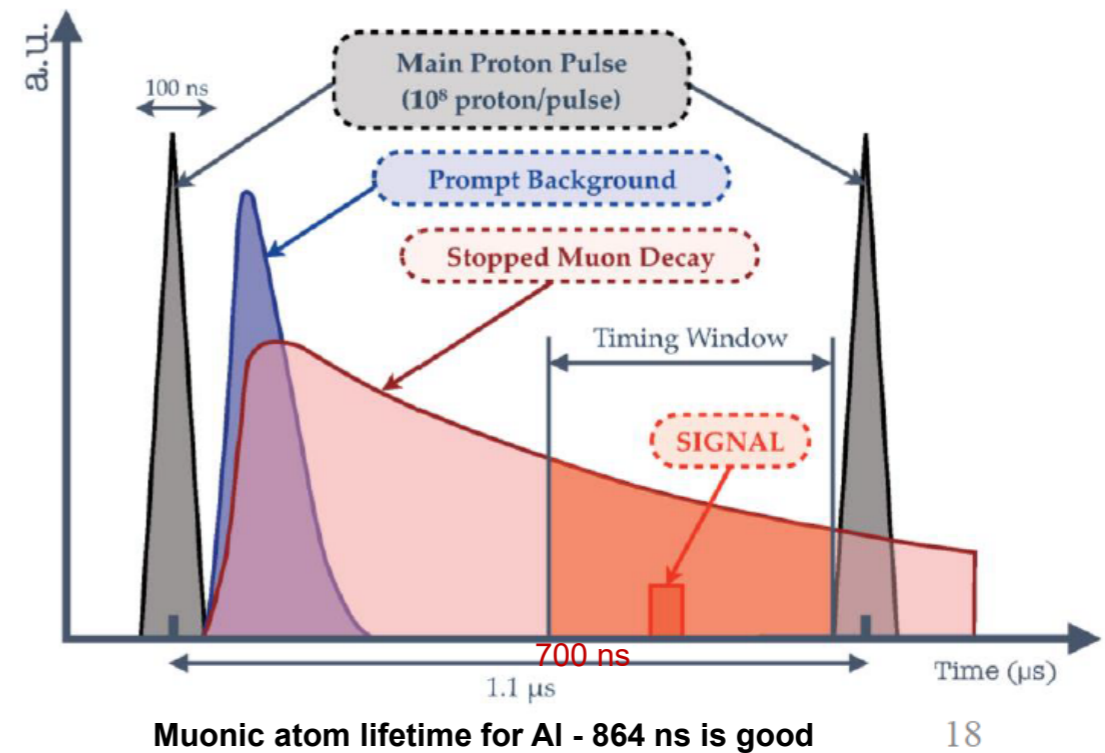 a.u.
Main Proton Pulse
(10⁸ proton/pulse)
100 ns
Prompt Background
Stopped Muon Decay
Timing Window
SIGNAL
700 ns
Time (μs)
1.1 μs
Muonic atom lifetime for Al - 864 ns is good
18